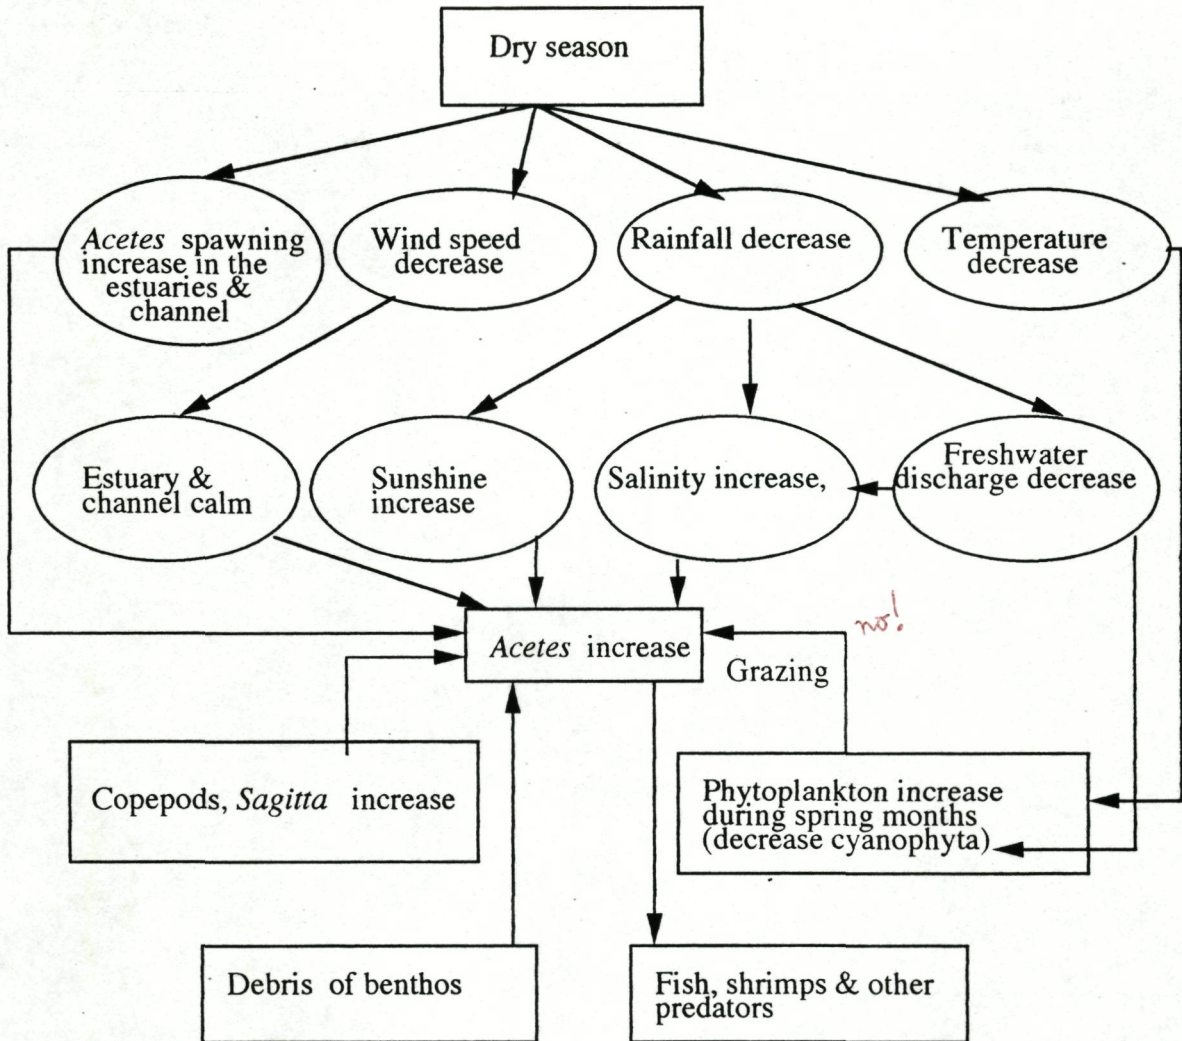 Dry season
Acetes spawning
increase in the
estuaries &
channel
Wind speed
decrease
Rainfall decrease
Temperature
decrease
Estuary &
channel calm
Sunshine
increase
Salinity increase,
Freshwater
discharge decrease
no!
Acetes increase
Grazing
Copepods, Sagitta increase
Phytoplankton increase
during spring months
(decrease cyanophyta)
Debris of benthos
Fish, shrimps & other
predators